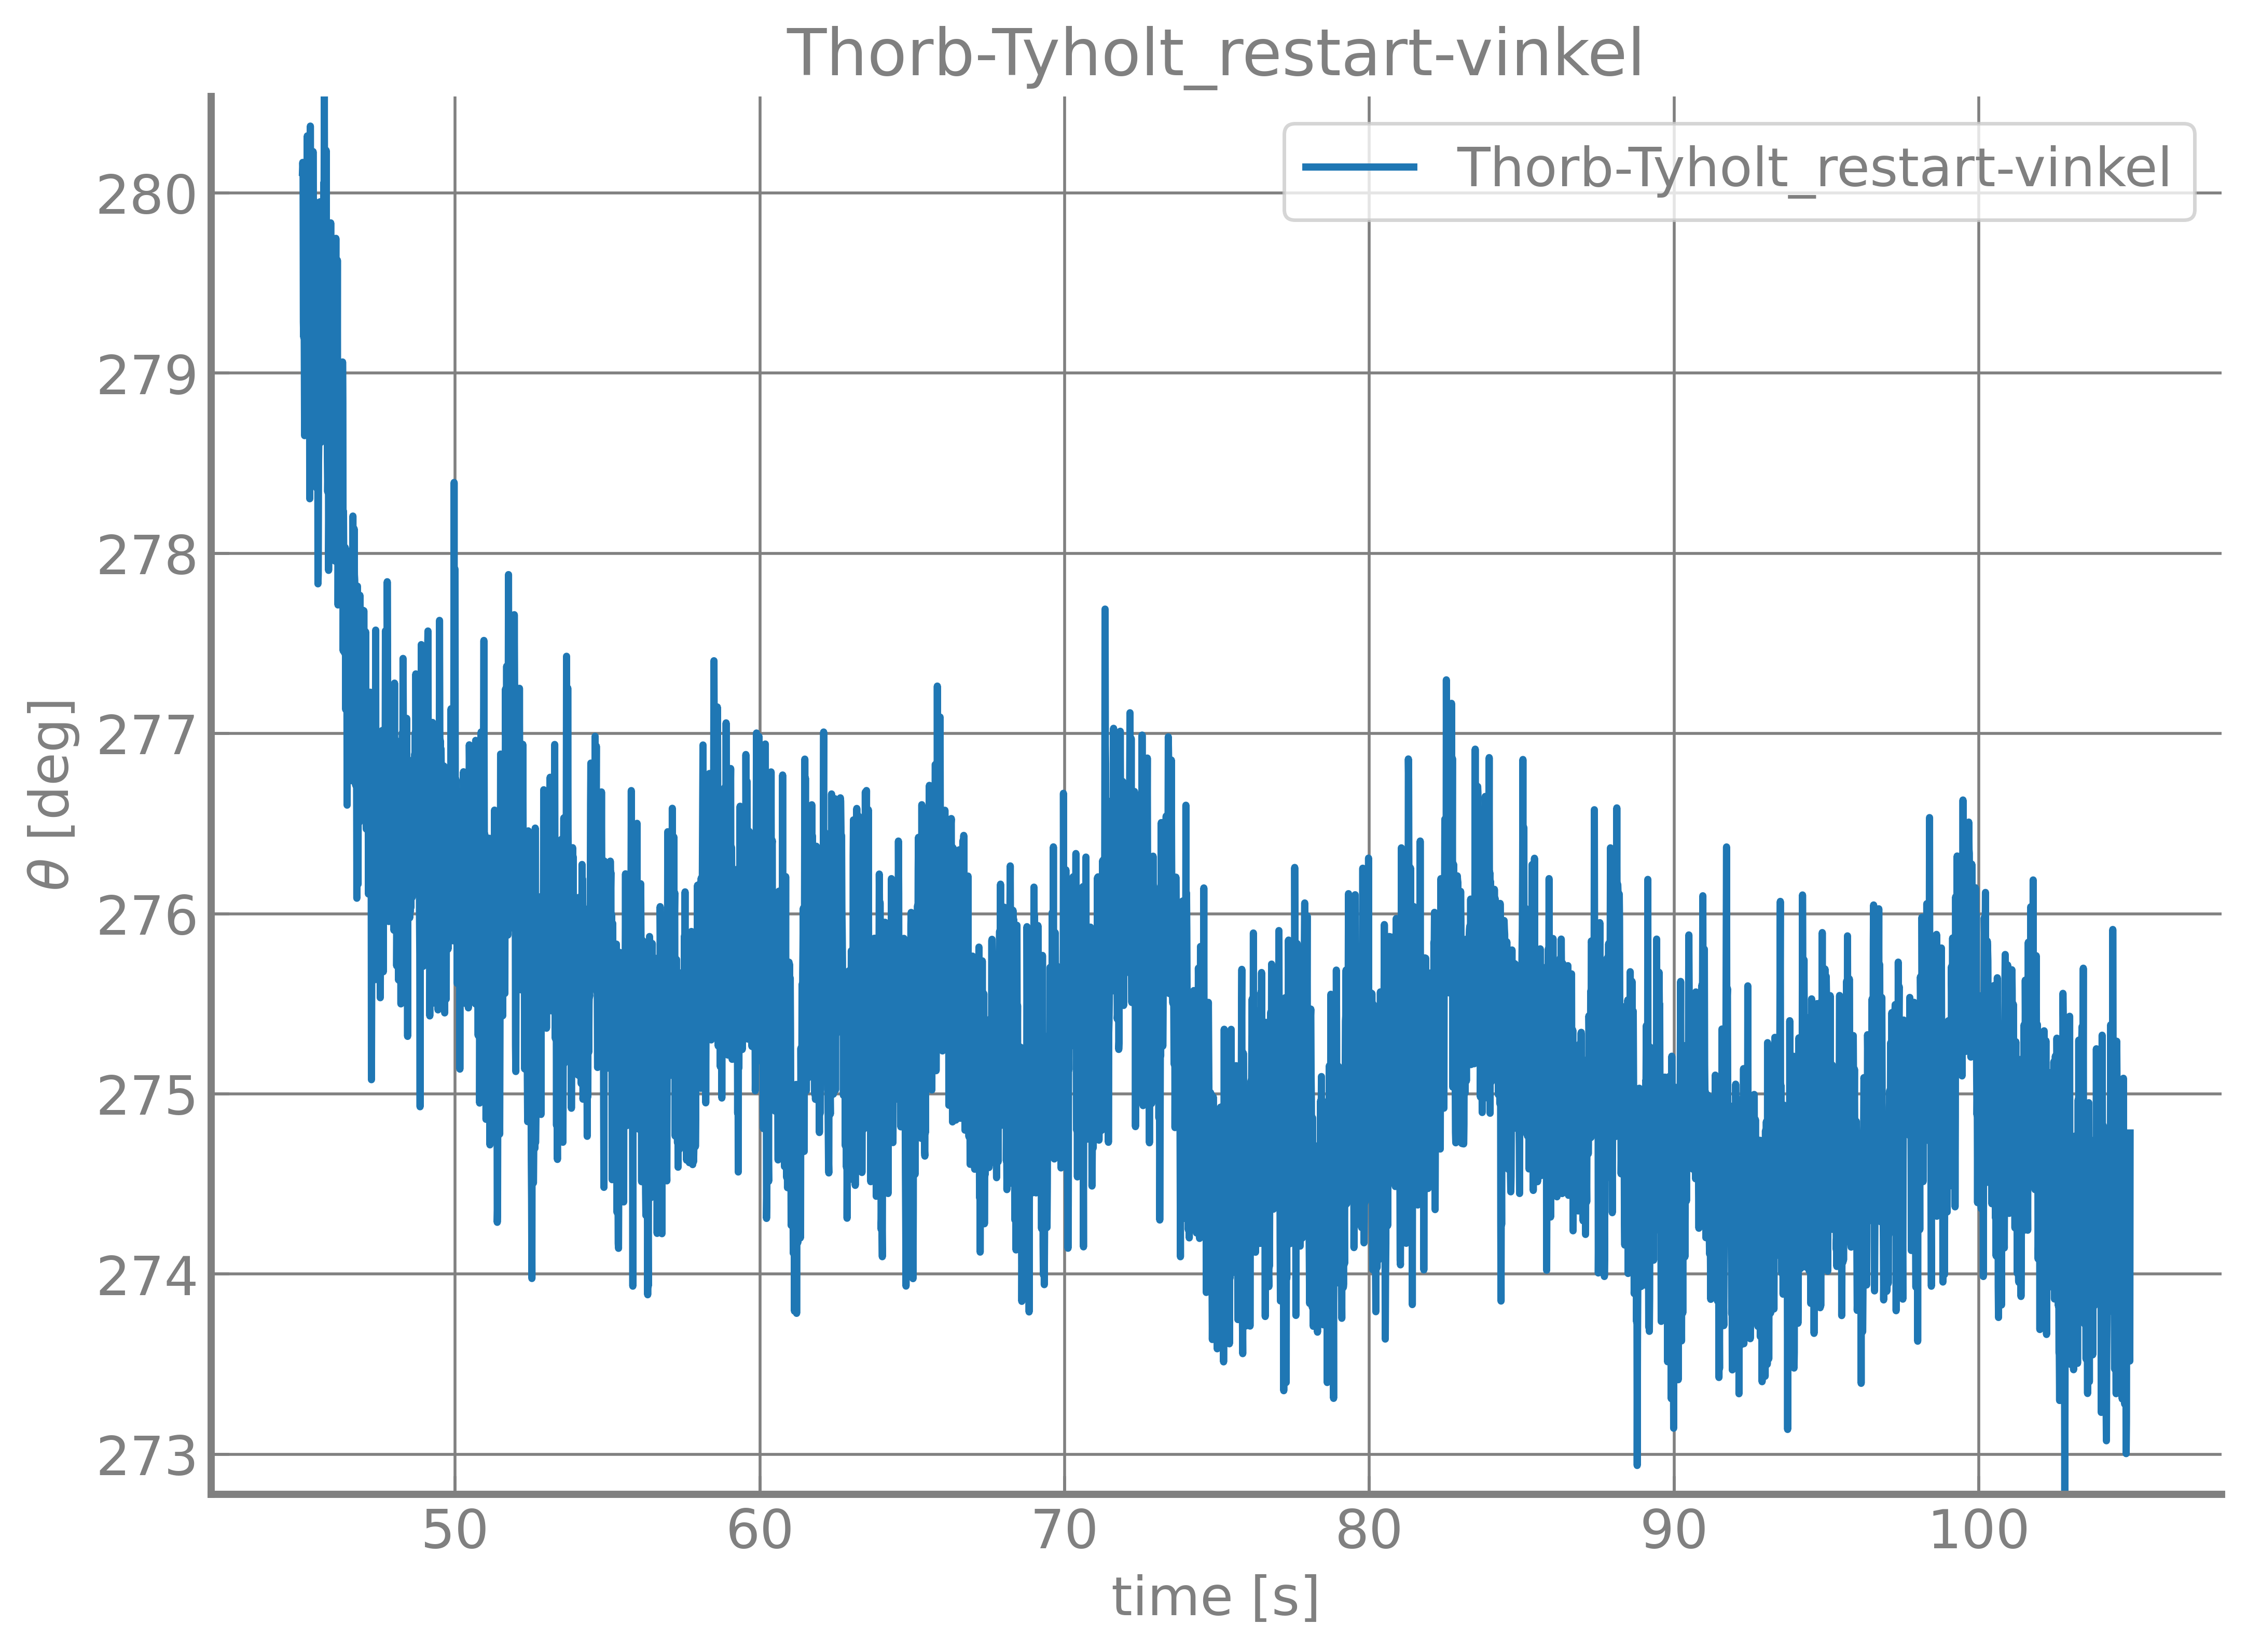 Thorb-Tyholt_restart-vinkel
Thorb-Tyholt_restart-vinkel
280
279
278
277
276
275
274
273
θ [deg]
50 60 70 80 90 100
time [s]